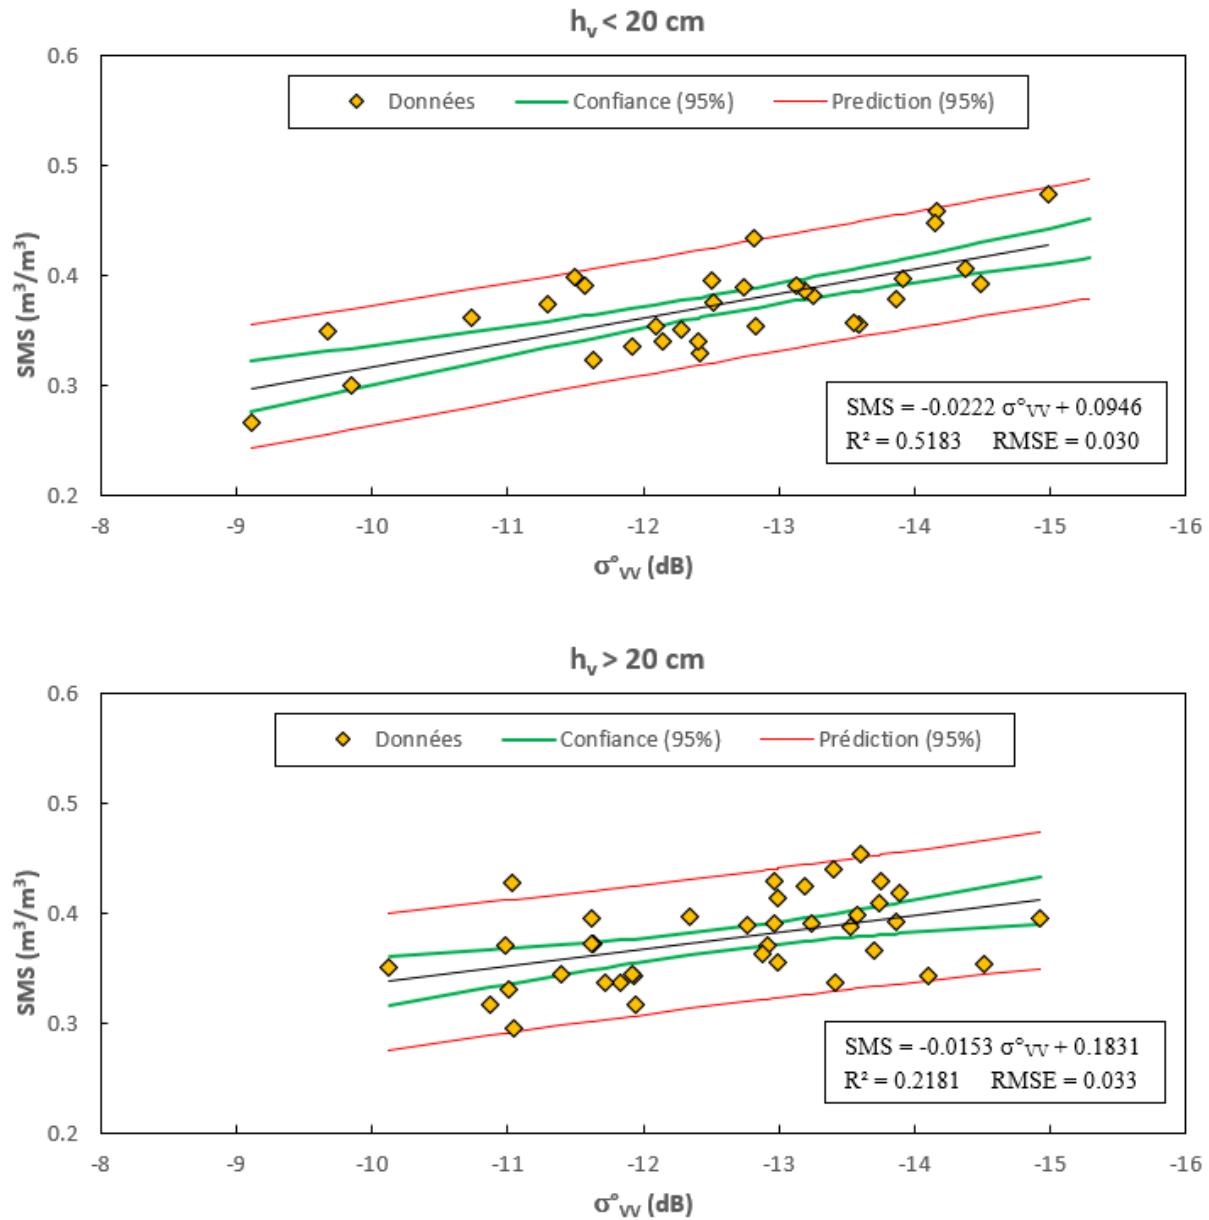 hv < 20 cm
0.6
Données Confiance (95%) Prediction (95%)
0.5
0.4
0.3
0.2
SMS (m³/m³)
SMS = -0.0222 σ°VV + 0.0946
R² = 0.5183 RMSE = 0.030
-8 -9 -10 -11 -12 -13 -14 -15 -16
σ°VV (dB)
hv > 20 cm
0.6
Données Confiance (95%) Prédiction (95%)
0.5
0.4
0.3
0.2
SMS (m³/m³)
SMS = -0.0153 σ°VV + 0.1831
R² = 0.2181 RMSE = 0.033
-8 -9 -10 -11 -12 -13 -14 -15 -16
σ°VV (dB)